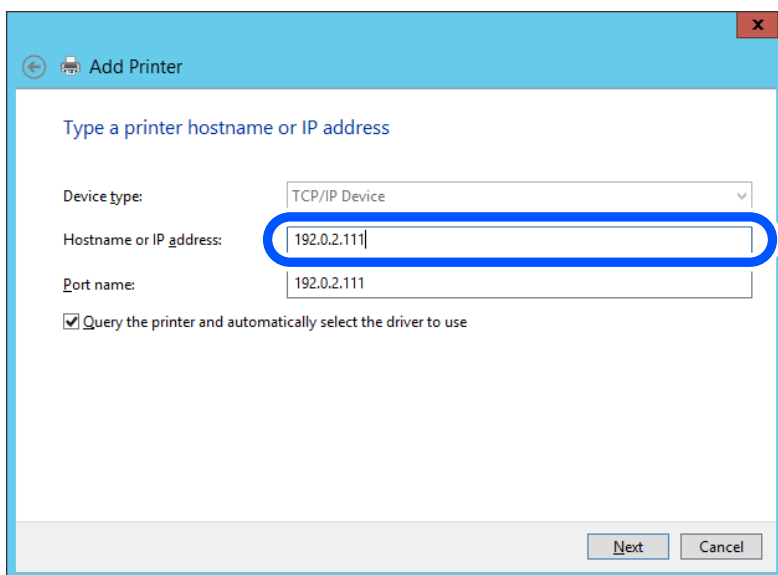 x
Add Printer
Type a printer hostname or IP address
Device type: TCP/IP Device
Hostname or IP address: 192.0.2.111
Port name: 192.0.2.111
Query the printer and automatically select the driver to use
Next Cancel